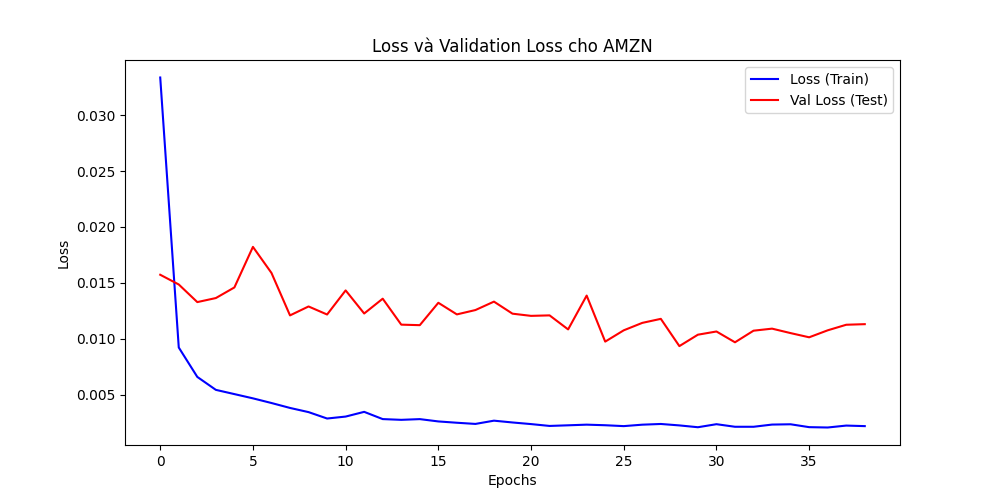 Loss và Validation Loss cho AMZN
Loss (Train)
Val Loss (Test)
0.030
0.025
0.020
0.015
0.010
0.005
Loss
0 5 10 15 20 25 30 35
Epochs